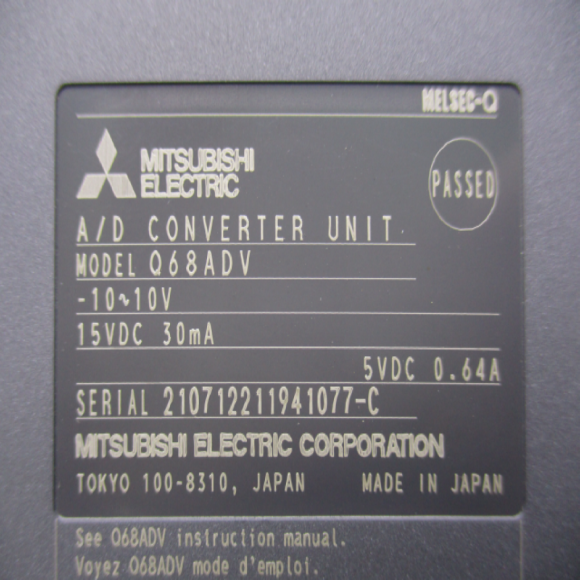 MELSEC-Q
MITSUBISHI
ELECTRIC
PASSED
A/D CONVERTER UNIT
MODEL Q68ADV
-10~10V
15VDC 30mA
5VDC 0.64A
SERIAL 210712211941077-C
MITSUBISHI ELECTRIC CORPORATION
TOKYO 100-8310, JAPAN MADE IN JAPAN
See Q68ADV instruction manual.
Voyez Q68ADV mode d'emploi.